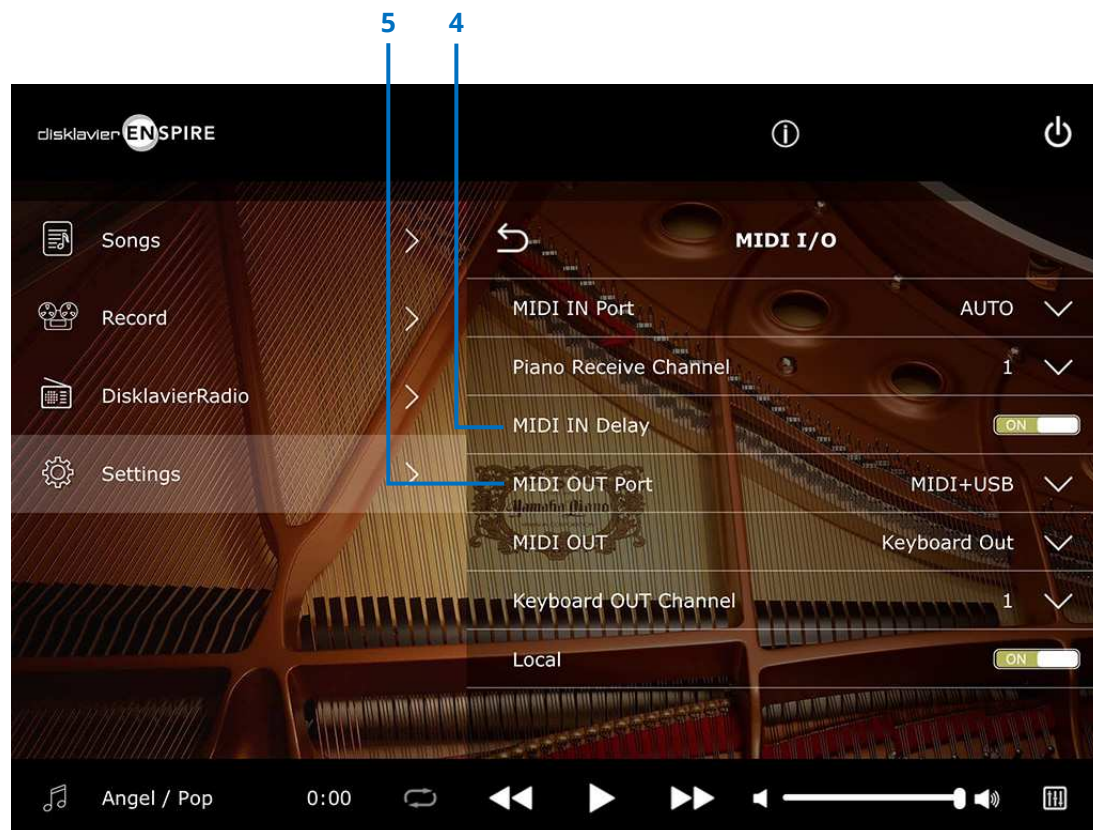 5 4
disklavier ENSPIRE
Songs
Record
DisklavierRadio
Settings
MIDI I/O
MIDI IN Port AUTO
Piano Receive Channel 1
MIDI IN Delay ON
MIDI OUT Port MIDI+USB
MIDI OUT Keyboard Out
Keyboard OUT Channel 1
Local ON
Yamaha Piano
Angel / Pop 0:00